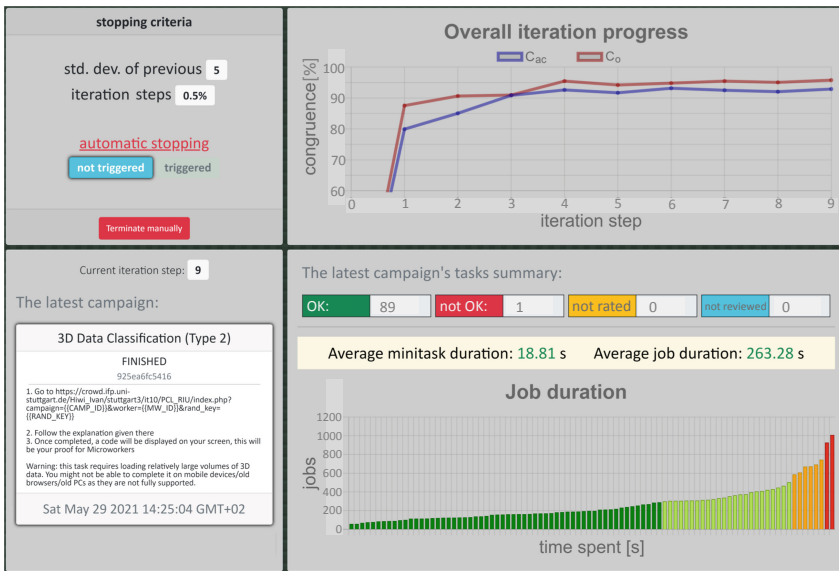 stopping criteria
std. dev. of previous 5
iteration steps 0.5%
automatic stopping
not triggered triggered
Terminate manually
Overall iteration progress
C_ac C_o
congruence[%]
100
90
80
70
60
0 1 2 3 4 5 6 7 8 9
iteration step
Current iteration step: 9
The latest campaign:
3D Data Classification (Type 2)
FINISHED
925ea6fc5416
1. Go to https://crowd.ifp.uni-
stuttgart.de/Hiwi_Ivan/stuttgart3/it10/PCL_RIU/index.php?
campaign={{CAMP_ID}}&worker={{MW_ID}}&rand_key=
{{RAND_KEY}}
2. Follow the explanation given there
3. Once completed, a code will be displayed on your screen, this will
be your proof for Microworkers
Warning: this task requires loading relatively large volumes of 3D
data. You might not be able to complete it on mobile devices/old
browsers/old PCs as they are not fully supported.
Sat May 29 2021 14:25:04 GMT+02
The latest campaign's tasks summary:
OK: 89 not OK: 1 not rated 0 not reviewed 0
Average minitask duration: 18.81 s Average job duration: 263.28 s
Job duration
jobs
1200
1000
800
600
400
200
0
time spent [s]